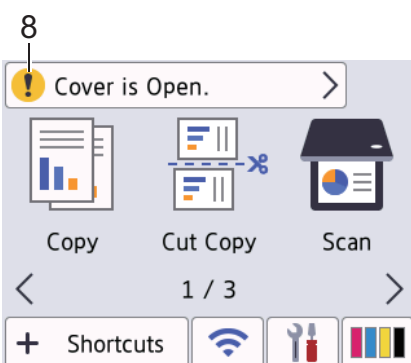 8
! Cover is Open.
Copy
Cut Copy
Scan
1 / 3
+ Shortcuts